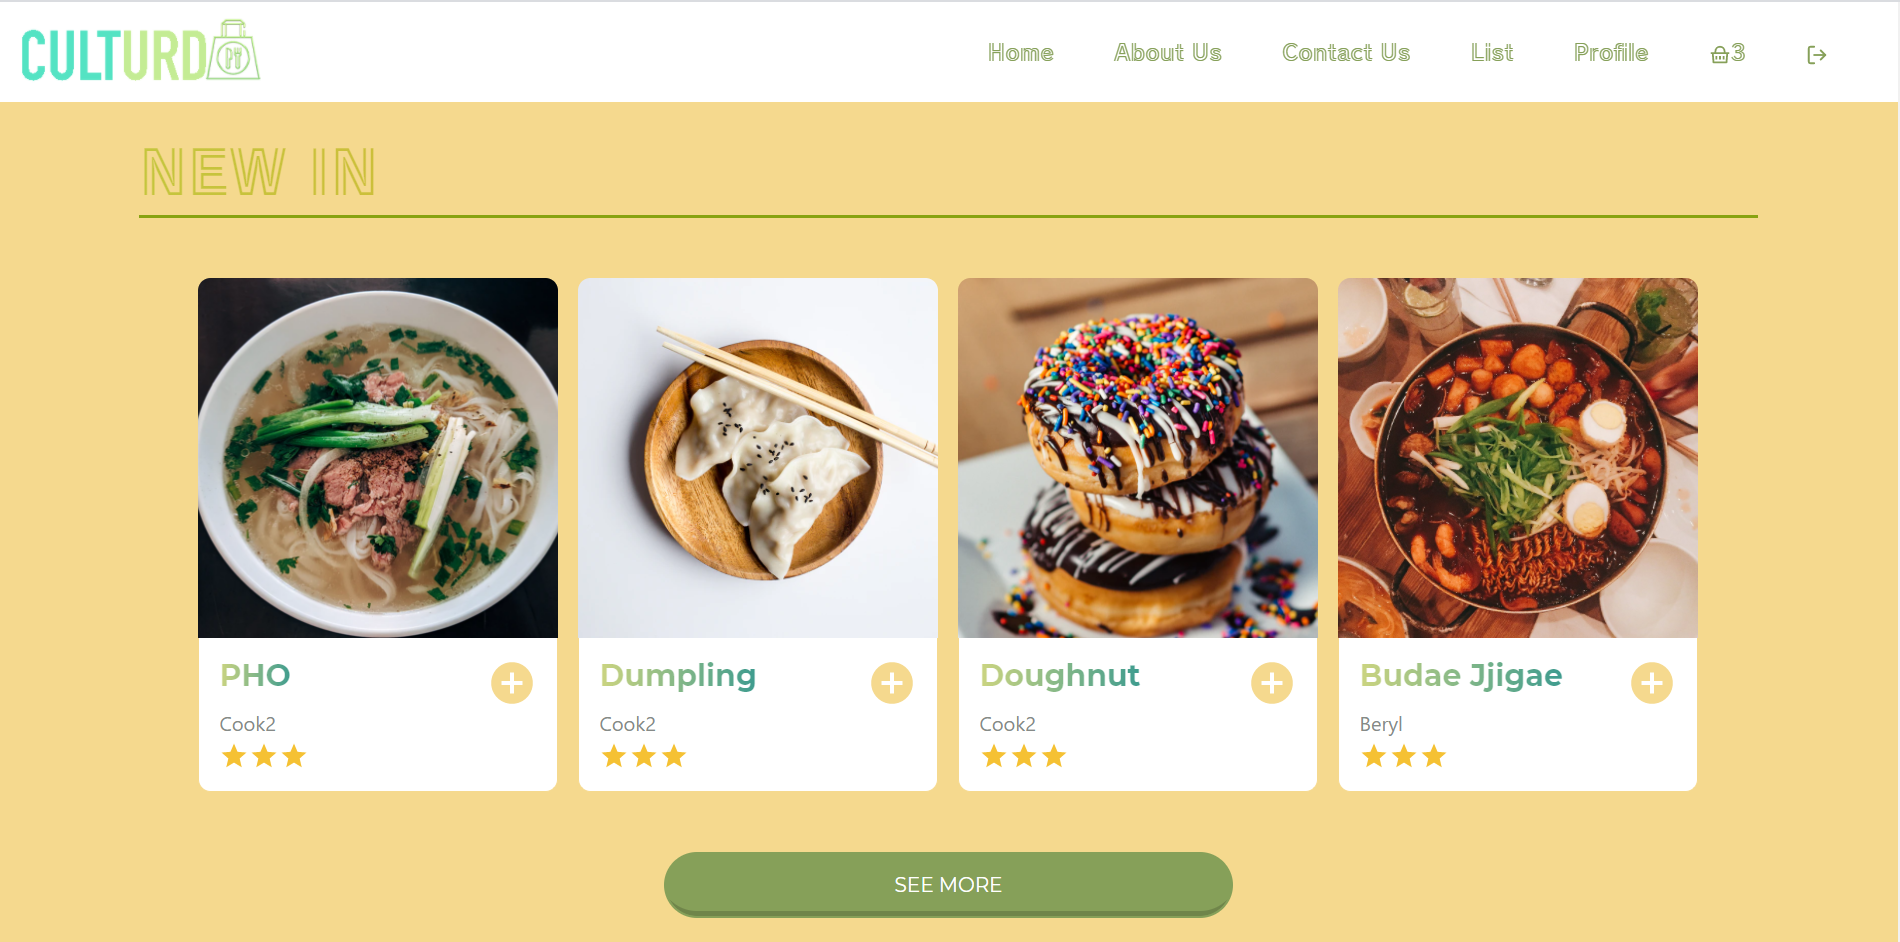 CULTURD
Home About Us Contact Us List Profile 3
NEW IN
PHO
Cook2
Dumpling
Cook2
Doughnut
Cook2
Budae Jjigae
Beryl
SEE MORE